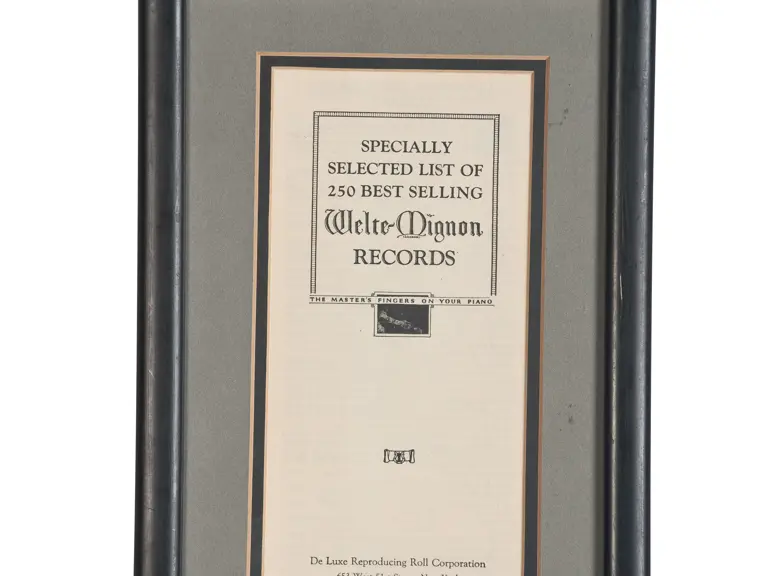 SPECIALLY
SELECTED LIST OF
250 BEST SELLING
Welte-Mignon
RECORDS
THE MASTER'S FINGERS ON YOUR PIANO
De Luxe Reproducing Roll Corporation